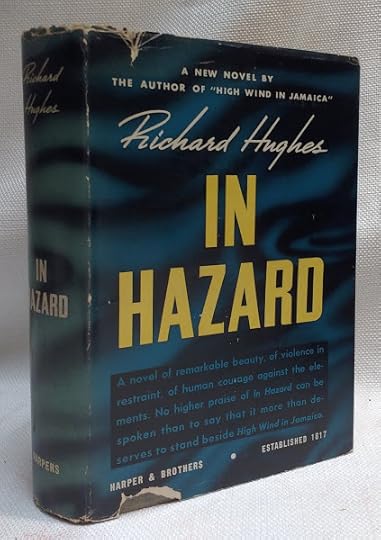 Richard
Hughes
IN
HAZARD
HARPERS
A NEW NOVEL BY
THE AUTHOR OF "HIGH WIND IN JAMAICA"
Richard Hughes
IN
HAZARD
A novel of remarkable beauty, of violence in
restraint, of human courage against the ele-
ments. No higher praise of In Hazard can be
spoken than to say that it more than de-
serves to stand beside High Wind in Jamaica.
HARPER & BROTHERS • ESTABLISHED 1817